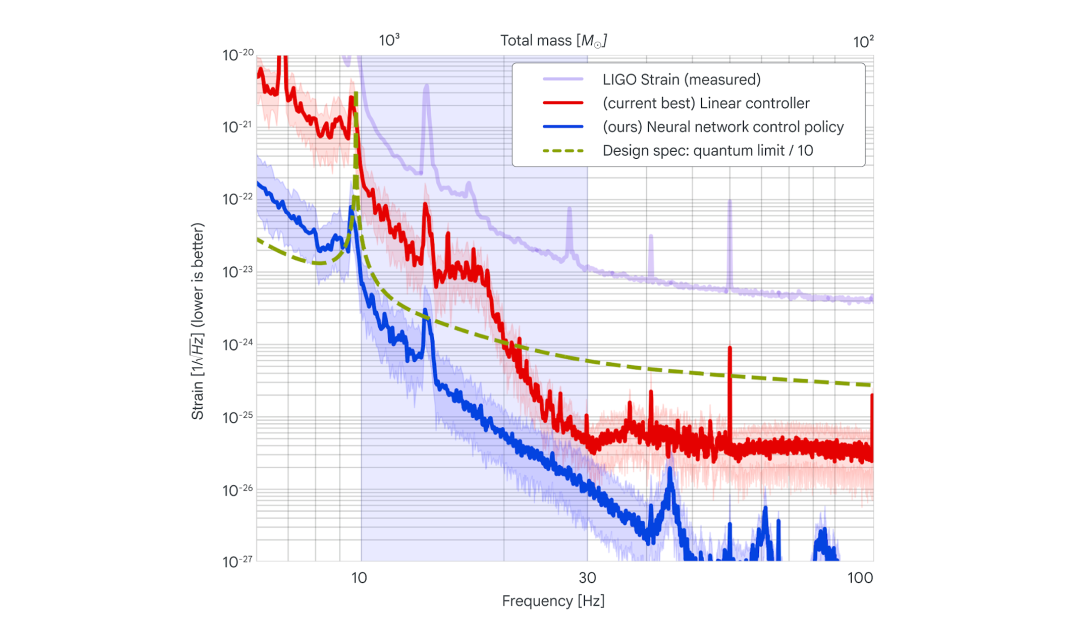 10³ Total mass [M☉] 10²
LIGO Strain (measured)
(current best) Linear controller
(ours) Neural network control policy
Design spec: quantum limit / 10
Strain [1/√Hz] (lower is better)
10⁻²⁰
10⁻²¹
10⁻²²
10⁻²³
10⁻²⁴
10⁻²⁵
10⁻²⁶
10⁻²⁷
10 30 100
Frequency [Hz]